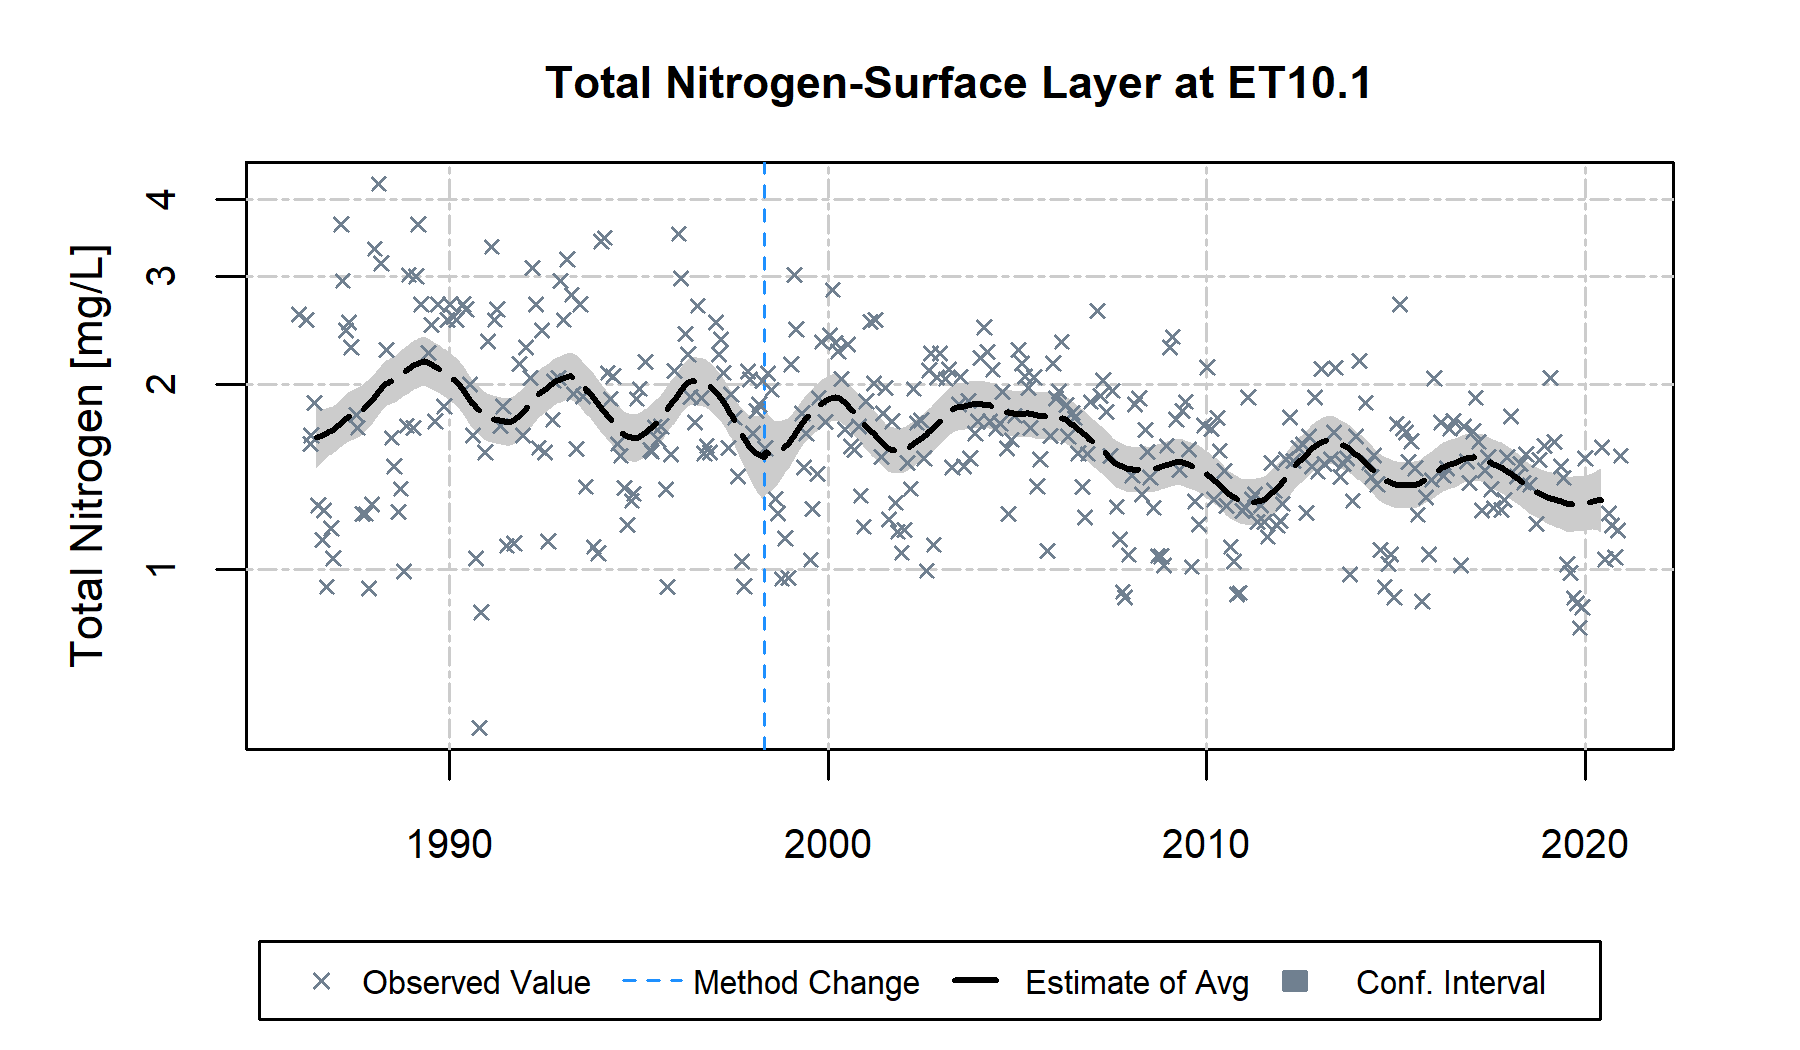 Total Nitrogen-Surface Layer at ET10.1
Total Nitrogen [mg/L]
4
3
2
1
1990 2000 2010 2020
Observed Value Method Change Estimate of Avg Conf. Interval